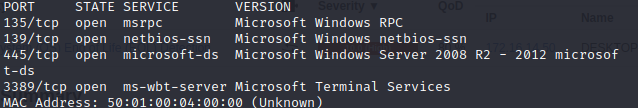 Severity ▼ QoD
IP Name
PORT     STATE SERVICE       VERSION
135/tcp  open  msrpc         Microsoft Windows RPC
139/tcp  open  netbios-ssn   Microsoft Windows netbios-ssn
445/tcp  open  microsoft-ds  Microsoft Windows Server 2008 R2 - 2012 microsof
t-ds
3389/tcp open  ms-wbt-server Microsoft Terminal Services
MAC Address: 50:01:00:04:00:00 (Unknown)